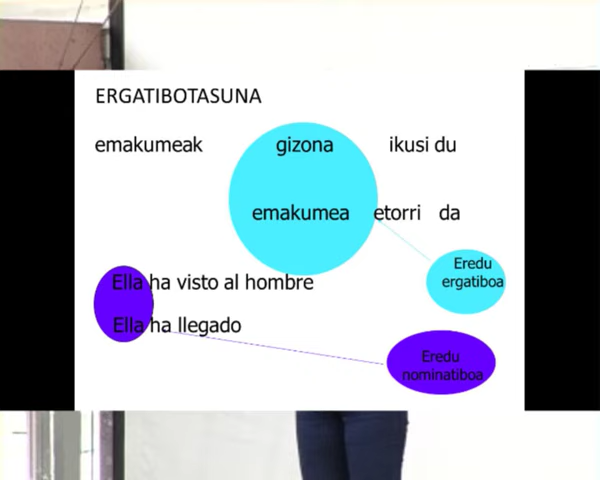 ERGATIBOTASUNA
emakumeak gizona ikusi du
emakumea etorri da
Eredu
ergatiboa
Ella ha visto al hombre
Ella ha llegado
Eredu
nominatiboa